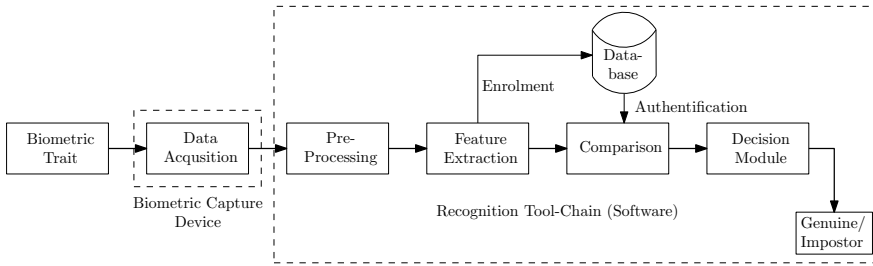 Biometric
Trait
Data
Acqusition
Biometric Capture
Device
Pre-
Processing
Feature
Extraction
Enrolment
Data-
base
Authentification
Comparison
Decision
Module
Recognition Tool-Chain (Software)
Genuine/
Impostor